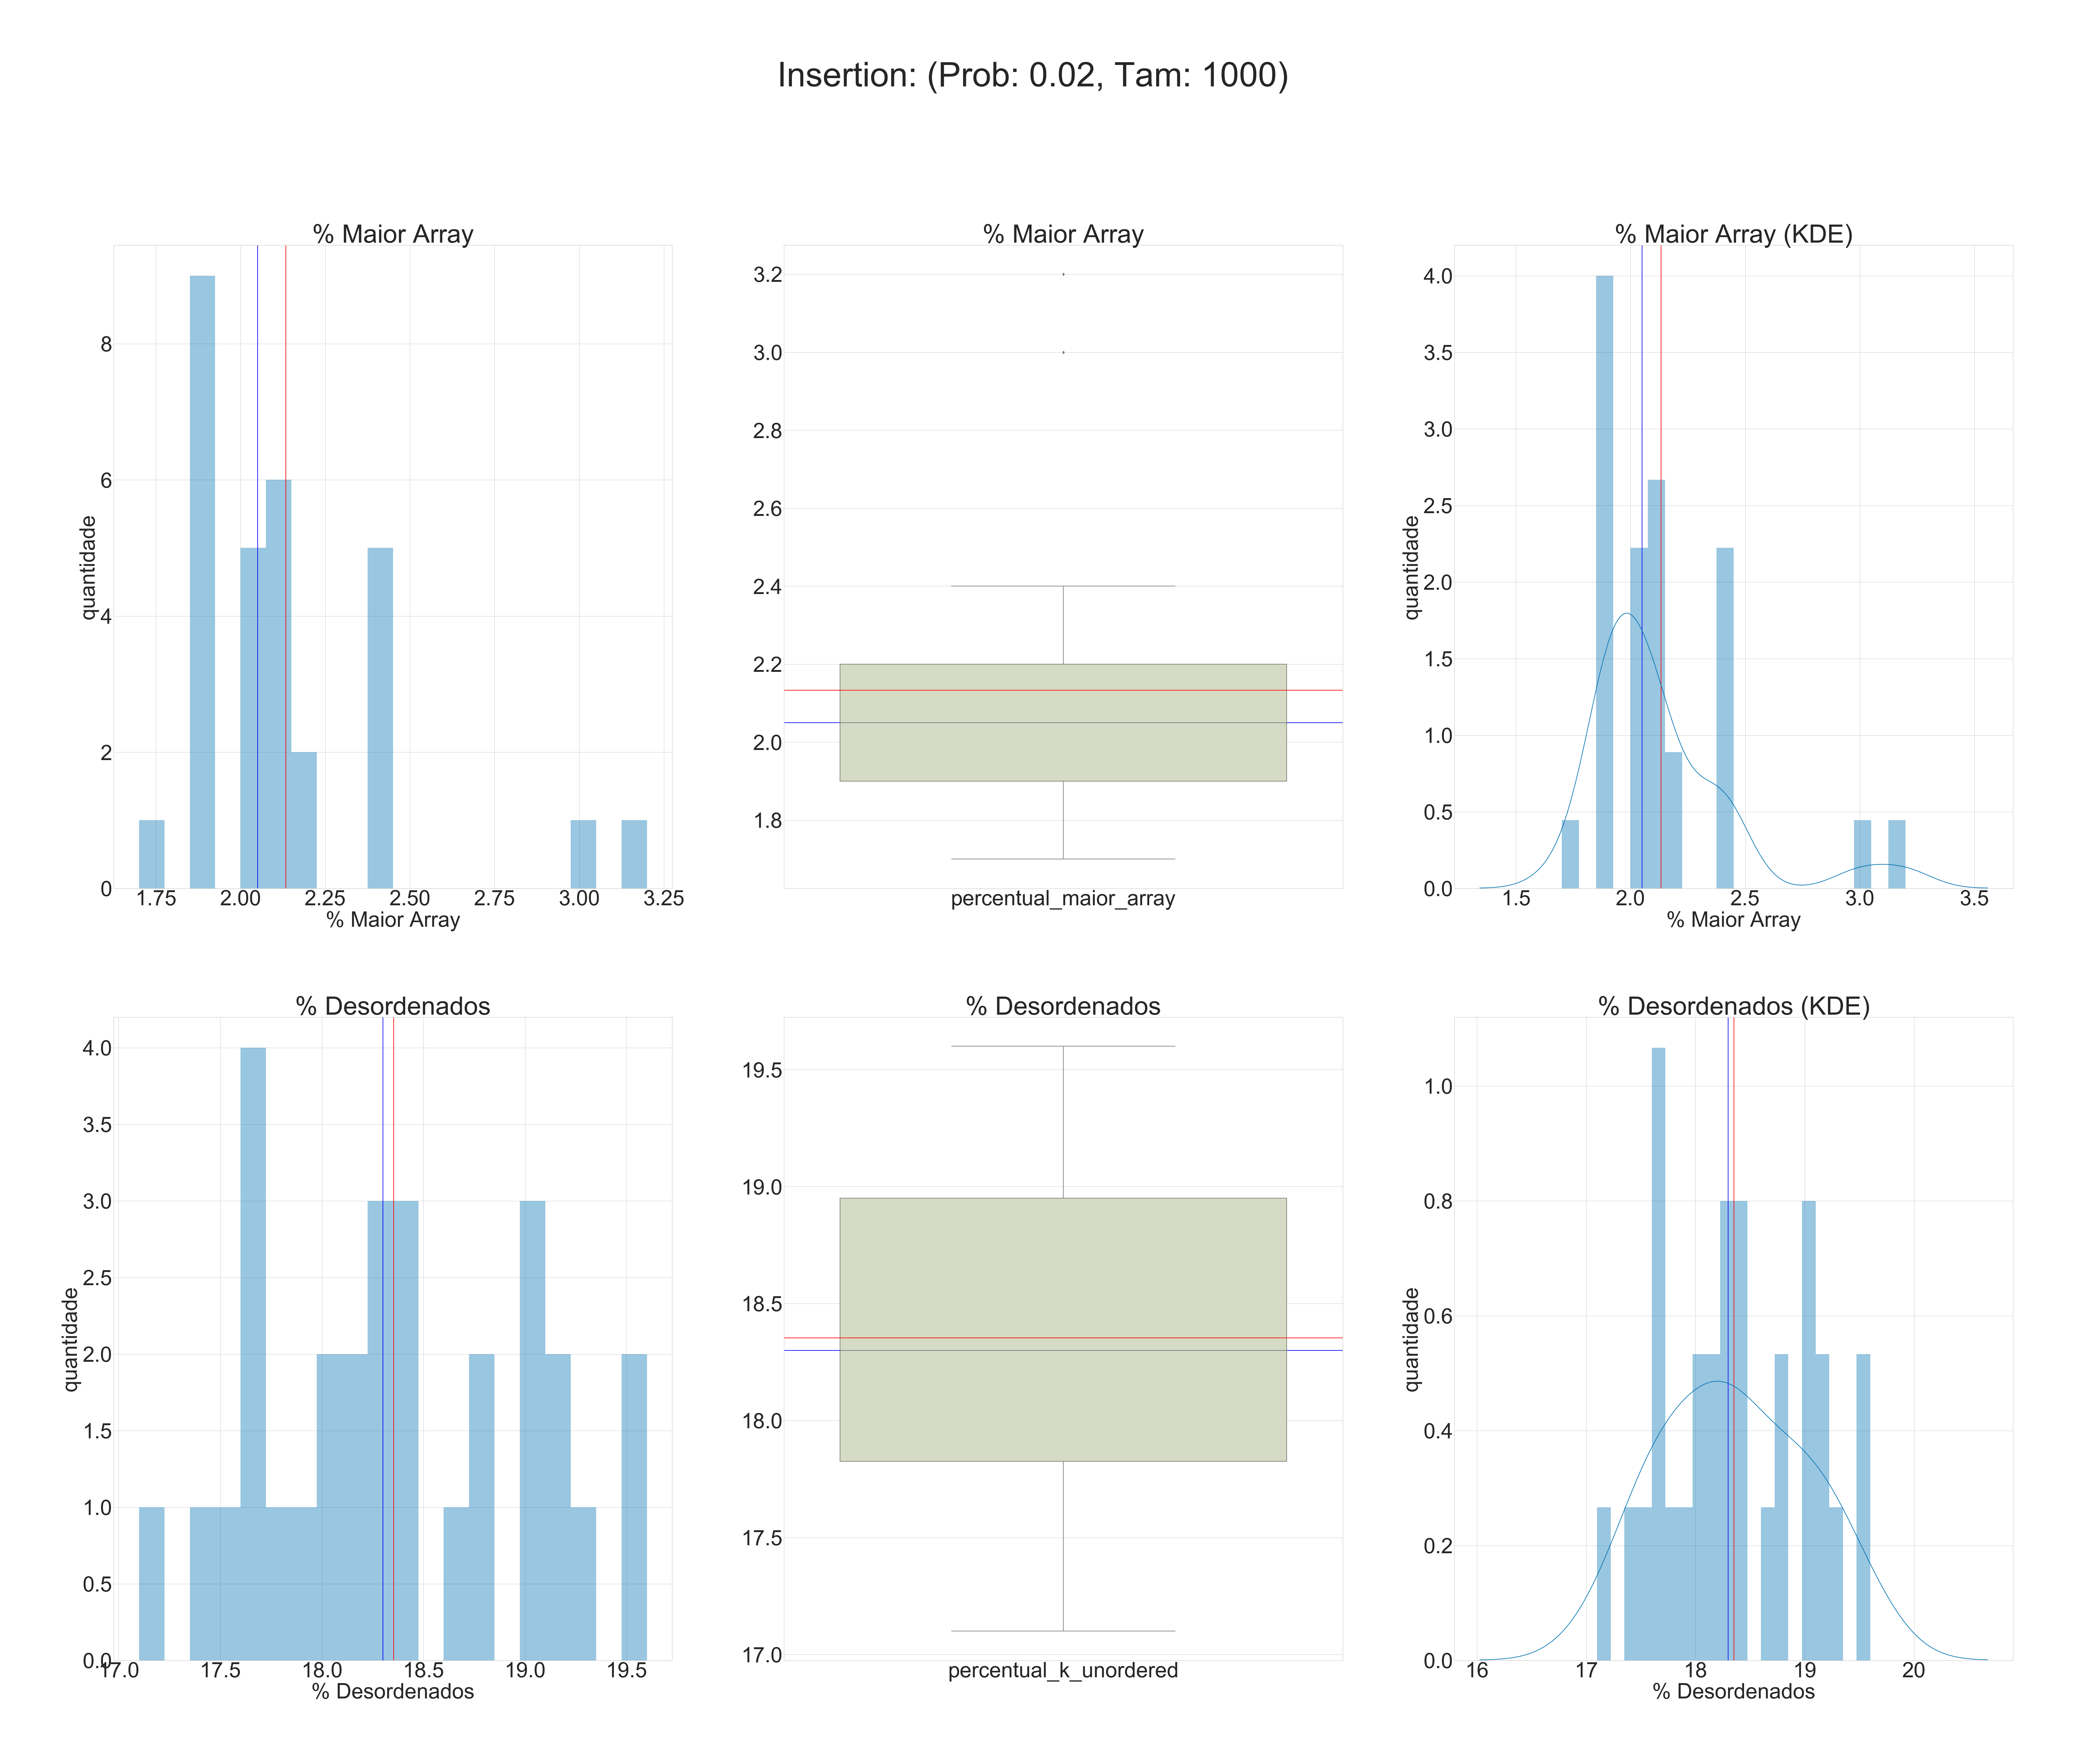 Insertion: (Prob: 0.02, Tam: 1000)
% Maior Array
quantidade
8
6
4
2
0
1.75 2.00 2.25 2.50 2.75 3.00 3.25
% Maior Array
% Maior Array
3.2
3.0
2.8
2.6
2.4
2.2
2.0
1.8
percentual_maior_array
% Maior Array (KDE)
quantidade
4.0
3.5
3.0
2.5
2.0
1.5
1.0
0.5
0.0
1.5 2.0 2.5 3.0 3.5
% Maior Array
% Desordenados
quantidade
4.0
3.5
3.0
2.5
2.0
1.5
1.0
0.5
0.0
17.0 17.5 18.0 18.5 19.0 19.5
% Desordenados
% Desordenados
19.5
19.0
18.5
18.0
17.5
17.0
percentual_k_unordered
% Desordenados (KDE)
quantidade
1.0
0.8
0.6
0.4
0.2
0.0
16 17 18 19 20
% Desordenados